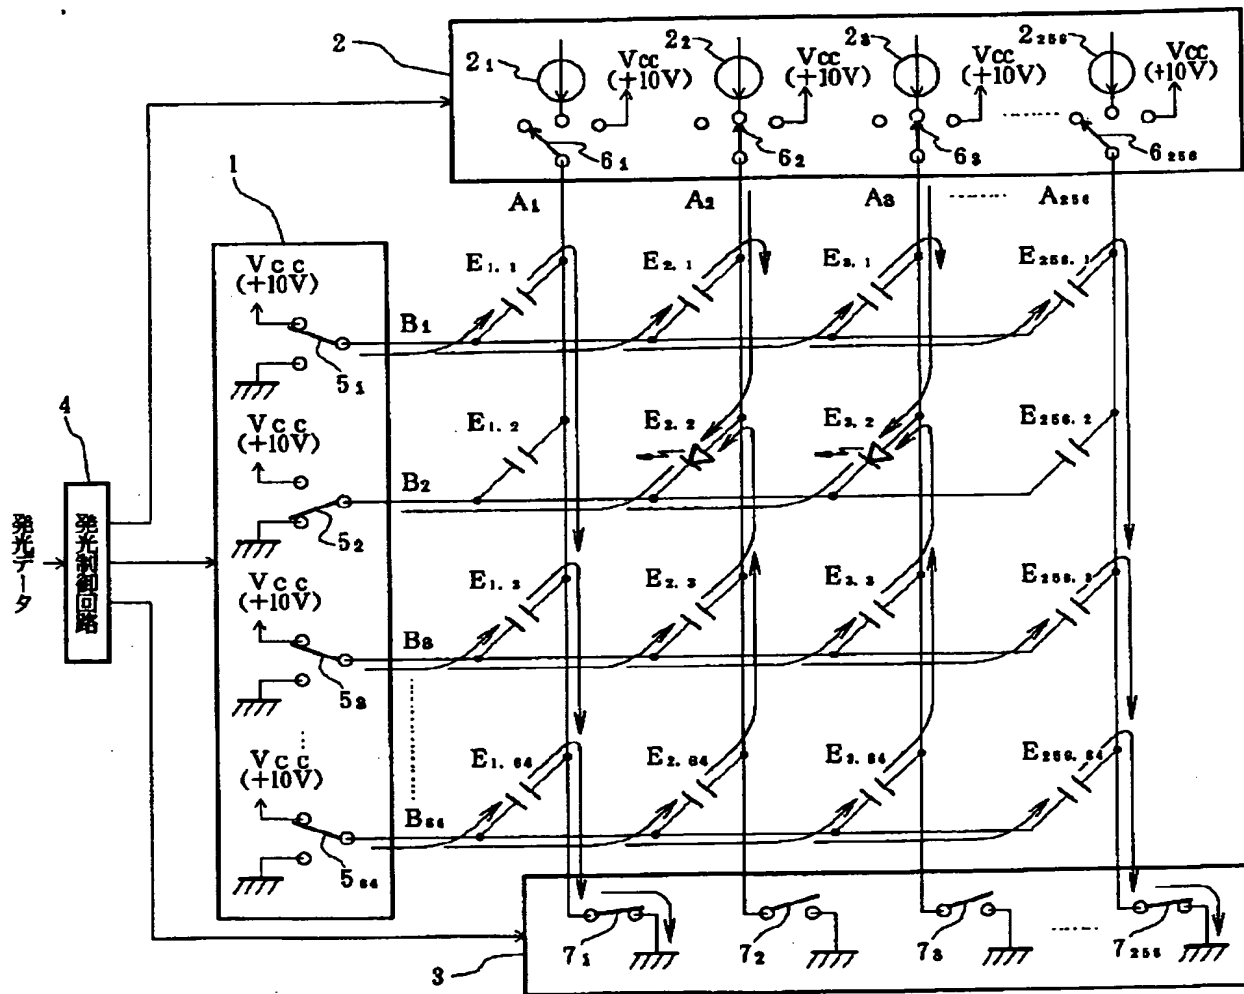 2
2₁
Vcc
(+10V)
2₂
Vcc
(+10V)
2₃
Vcc
(+10V)
2₂₅₆
Vcc
(+10V)
6₁
6₂
6₃
6₂₅₆
A₁
A₂
A₃
A₂₅₆
1
Vcc
(+10V)
5₁
B₁
E₁.₁
E₂.₁
E₃.₁
E₂₅₆.₁
Vcc
(+10V)
5₂
B₂
E₁.₂
E₂.₂
E₃.₂
E₂₅₆.₂
4
発光データ
発光制御回路
Vcc
(+10V)
5₃
B₃
E₁.₃
E₂.₃
E₃.₃
E₂₅₆.₃
Vcc
(+10V)
5₆₄
B₆₄
E₁.₆₄
E₂.₆₄
E₃.₆₄
E₂₅₆.₆₄
3
7₁
7₂
7₃
7₂₅₆